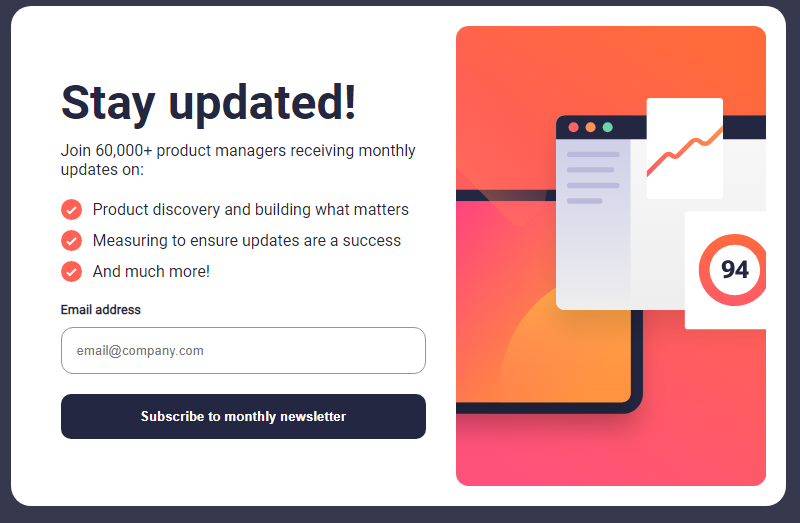 Stay updated!
Join 60,000+ product managers receiving monthly
updates on:
Product discovery and building what matters
Measuring to ensure updates are a success
And much more!
Email address
email@company.com
Subscribe to monthly newsletter
94